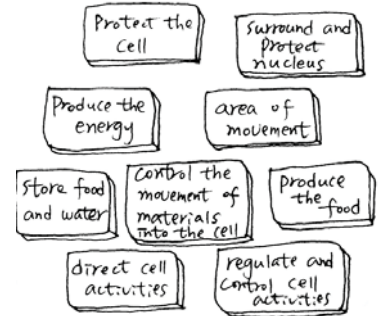 Protect the
Cell
Surround and
Protect
nucleus
Produce the
energy
area of
movement
Store food
and water
Control the
movement of
materials
into the cell
produce
the
food
direct cell
activities
regulate and
Control Cell
activities